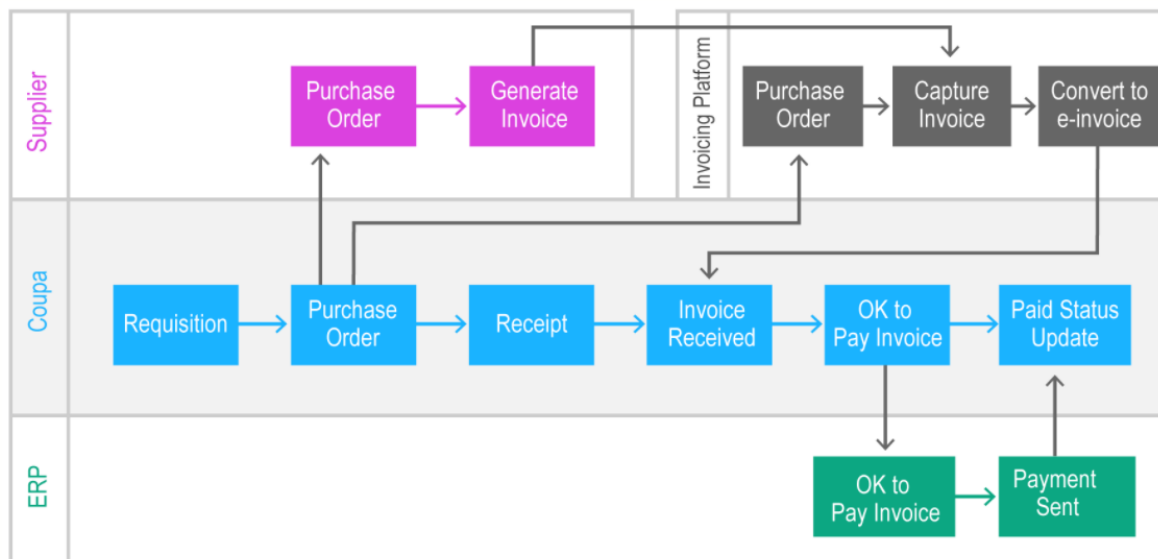 Supplier
Purchase
Order
Generate
Invoice
Invoicing Platform
Purchase
Order
Capture
Invoice
Convert to
e-invoice
Coupa
Requisition
Purchase
Order
Receipt
Invoice
Received
OK to
Pay Invoice
Paid Status
Update
ERP
OK to
Pay Invoice
Payment
Sent